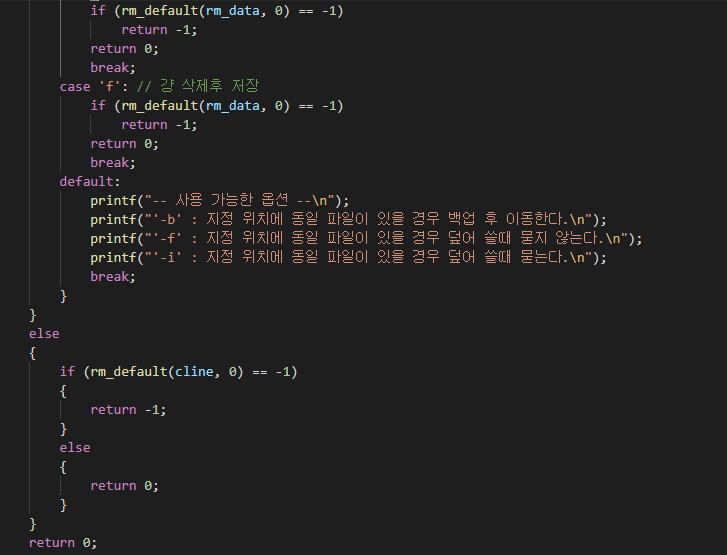 if (rm_default(rm_data, 0) == -1)
return -1;
return 0;
break;
case 'f': // 걍 삭제후 저장
if (rm_default(rm_data, 0) == -1)
return -1;
return 0;
break;
default:
printf("-- 사용 가능한 옵션 --\n");
printf("'-b' : 지정 위치에 동일 파일이 있을 경우 백업 후 이동한다.\n");
printf("'-f' : 지정 위치에 동일 파일이 있을 경우 덮어 쓸때 묻지 않는다.\n");
printf("'-i' : 지정 위치에 동일 파일이 있을 경우 덮어 쓸때 묻는다.\n");
break;
}
}
else
{
if (rm_default(cline, 0) == -1)
{
return -1;
}
else
{
return 0;
}
}
return 0;